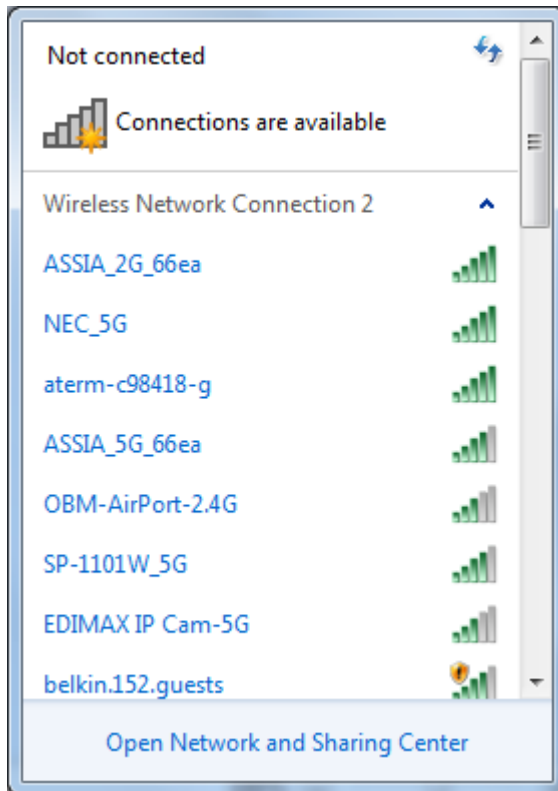 Not connected
Connections are available
Wireless Network Connection 2
ASSIA_2G_66ea
NEC_5G
aterm-c98418-g
ASSIA_5G_66ea
OBM-AirPort-2.4G
SP-1101W_5G
EDIMAX IP Cam-5G
belkin.152.guests
Open Network and Sharing Center